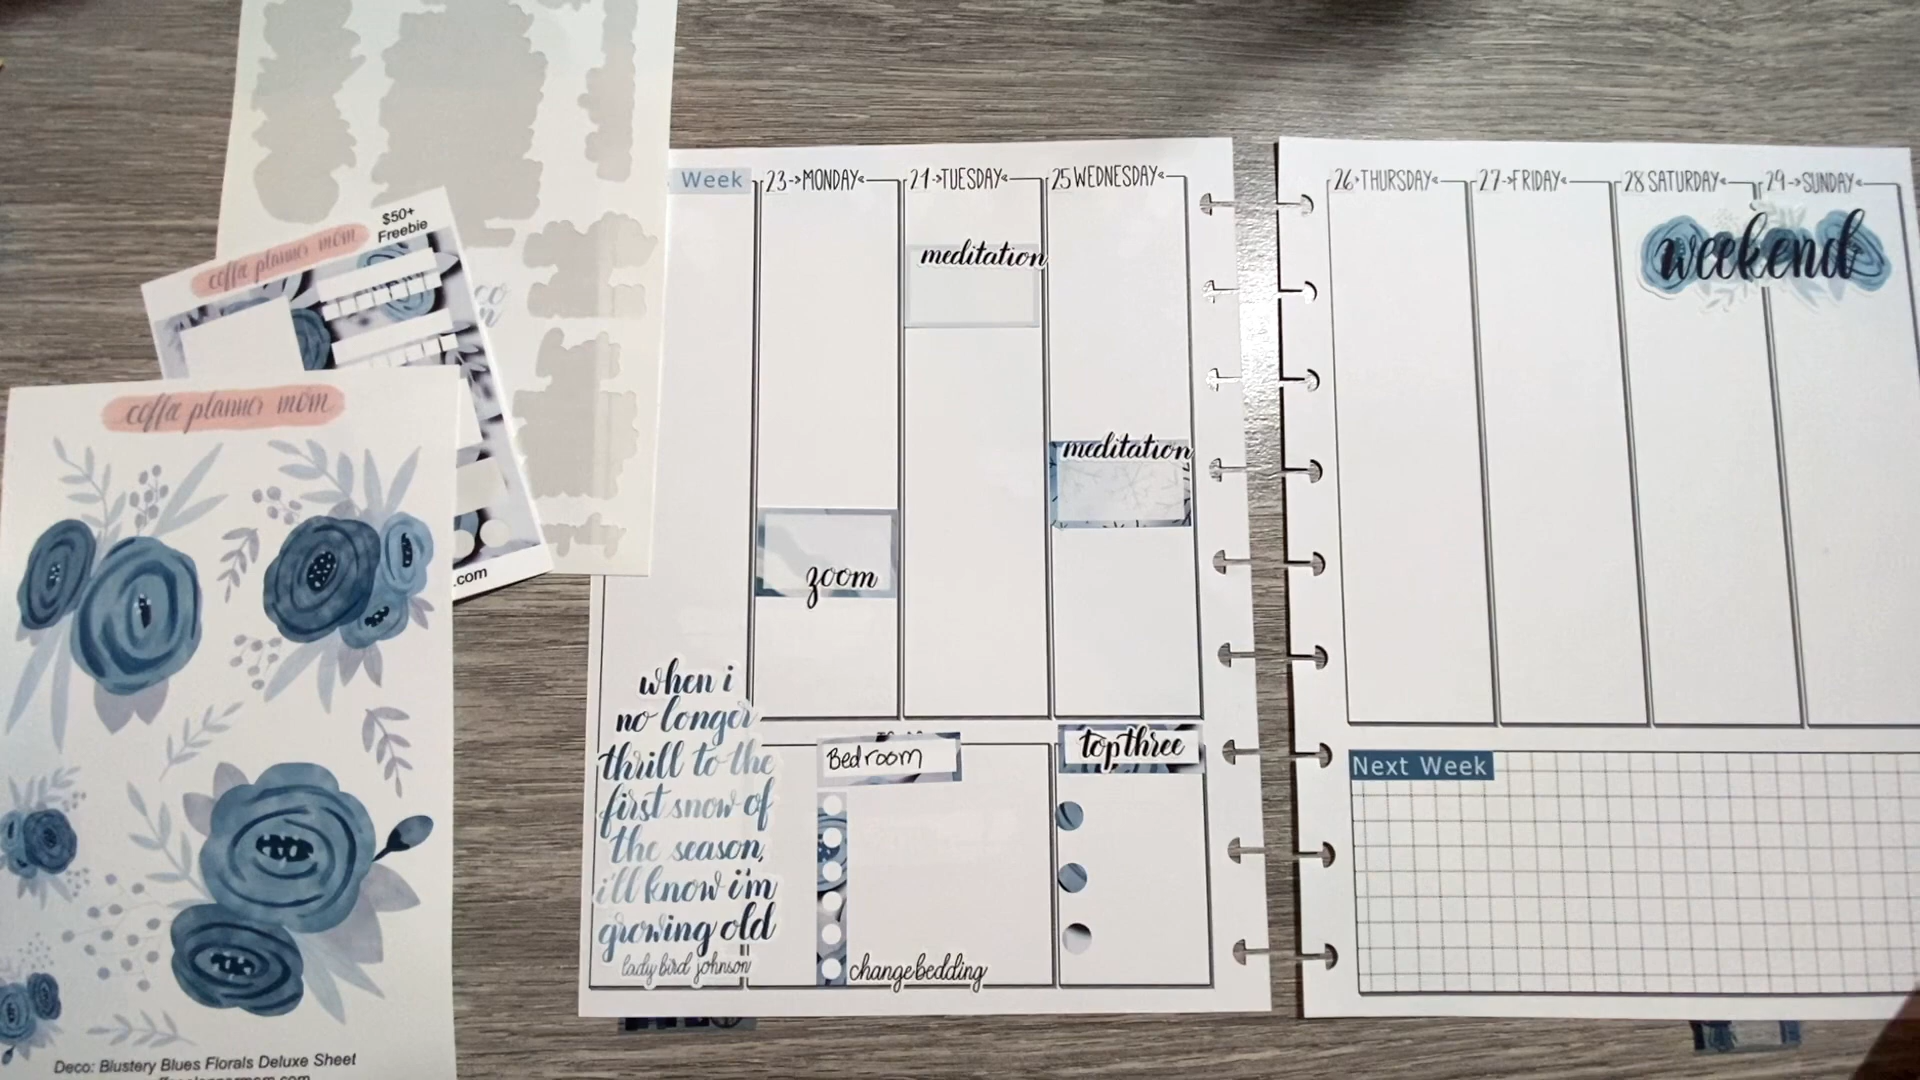 $50+
Freebie
coffee planner mom
.com
coffee planner mom
Deco: Blustery Blues Florals Deluxe Sheet
Week
23->MONDAY
24->TUESDAY
25 WEDNESDAY
meditation
meditation
zoom
when i
no longer
thrill to the
first snow of
the season,
i'll know i'm
growing old
lady bird johnson
Bedroom
change bedding
top three
26 THURSDAY
27->FRIDAY
28 SATURDAY
29->SUNDAY
weekend
Next Week